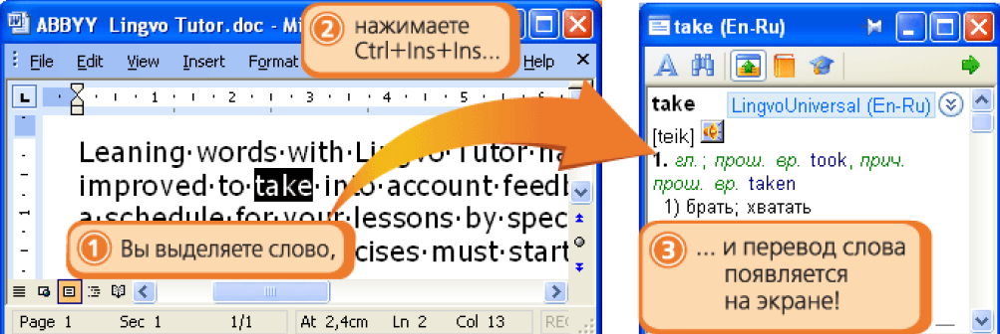 ABBYY Lingvo Tutor.doc - Mi
2 нажимаете
Ctrl+Ins+Ins...
File Edit View Insert Format Help
L 1 2 3 4 5 6
Leaning words with Lingvo Tutor ha
improved to take into account feedb
a schedule for your lessons by spec
cises must start
1 Вы выделяете слово,
Page 1 Sec 1 1/1 At 2,4cm Ln 2 Col 13 REC
take (En-Ru)
take LingvoUniversal (En-Ru)
[teik]
1. гл.; прош. вр. took, прич.
прош. вр. taken
1) брать; хватать
3 ... и перевод слова
появляется
на экране!